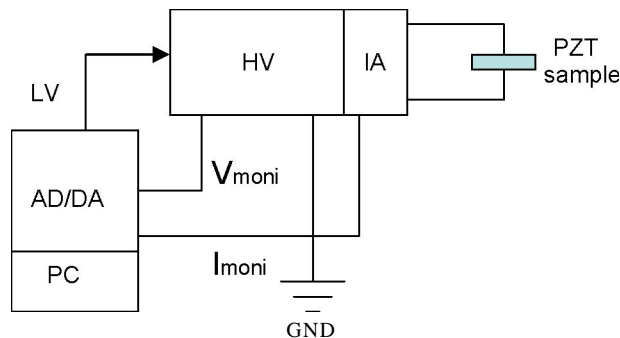 HV
IA
PZT
sample
LV
AD/DA
Vmoni
Imoni
PC
GND